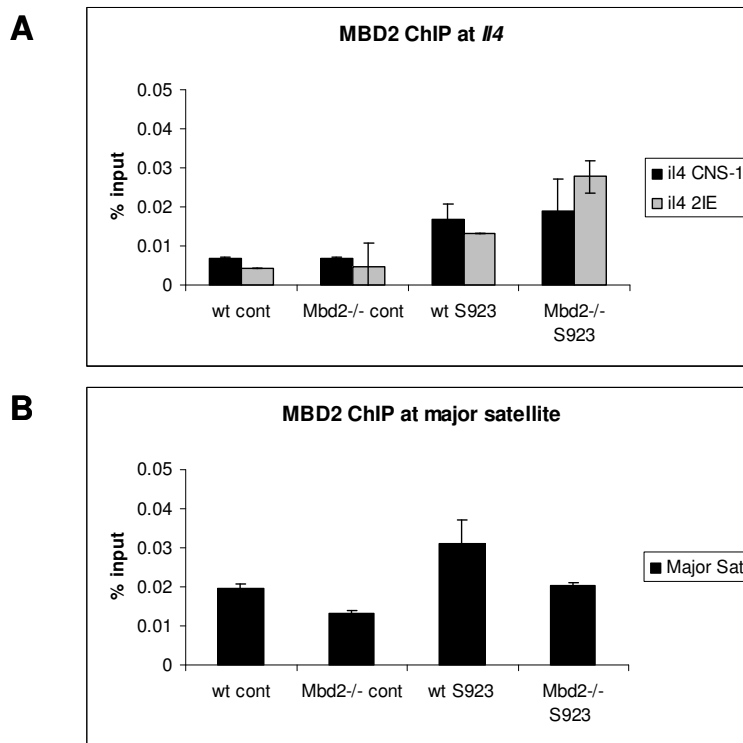 A
MBD2 ChIP at Il4
0.05
0.04
0.03
0.02
0.01
0
% input
wt cont
Mbd2-/- cont
wt S923
Mbd2-/-
S923
il4 CNS-1
il4 2IE
B
MBD2 ChIP at major satellite
0.05
0.04
0.03
0.02
0.01
0
% input
wt cont
Mbd2-/- cont
wt S923
Mbd2-/-
S923
Major Sat